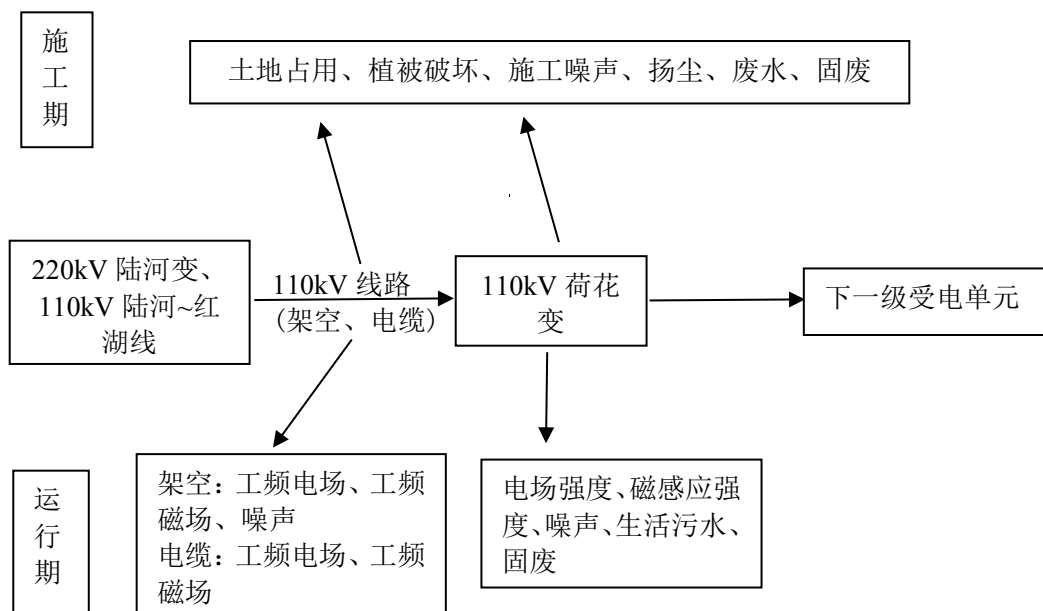 施
工
期
土地占用、植被破坏、施工噪声、扬尘、废水、固废
220kV 陆河变、
110kV 陆河~红
湖线
110kV 线路
(架空、电缆)
110kV 荷花
变
下一级受电单元
运
行
期
架空：工频电场、工频
磁场、噪声
电缆：工频电场、工频
磁场
电场强度、磁感应强
度、噪声、生活污水、
固废